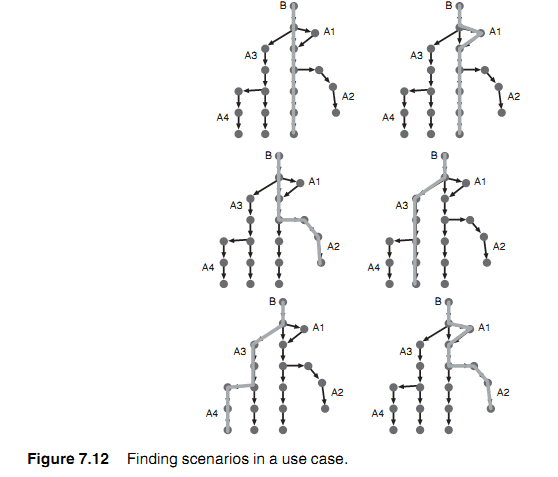 B B
A1 A1
A3 A3
A2 A2
A4 A4
B B
A1 A1
A3 A3
A2 A2
A4 A4
B B
A1 A1
A3 A3
A2 A2
A4 A4
Figure 7.12 Finding scenarios in a use case.